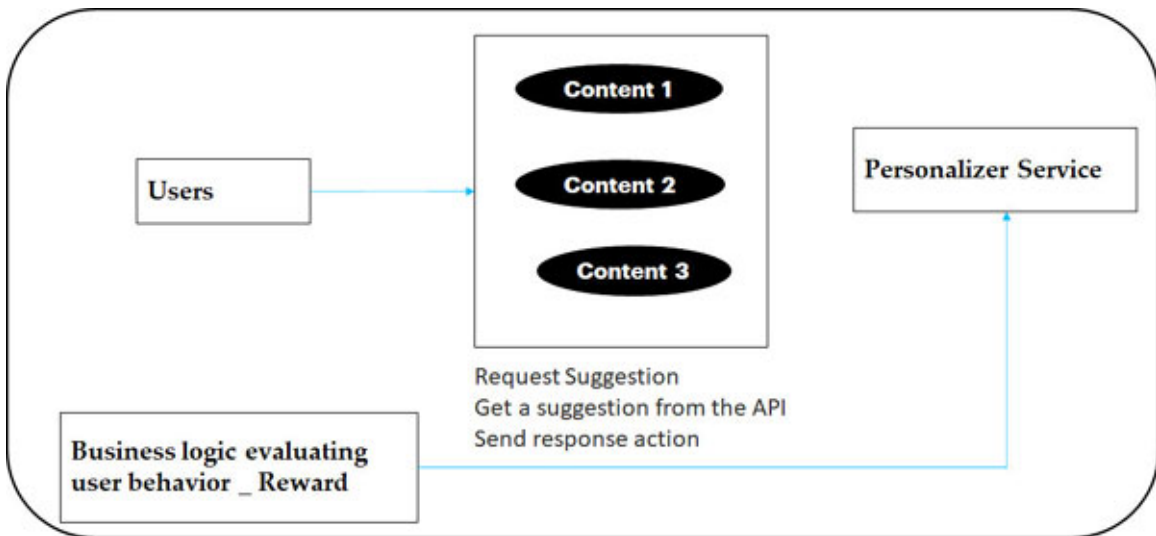 Content 1
Users
Content 2
Content 3
Personalizer Service
Request Suggestion
Get a suggestion from the API
Send response action
Business logic evaluating
user behavior _ Reward